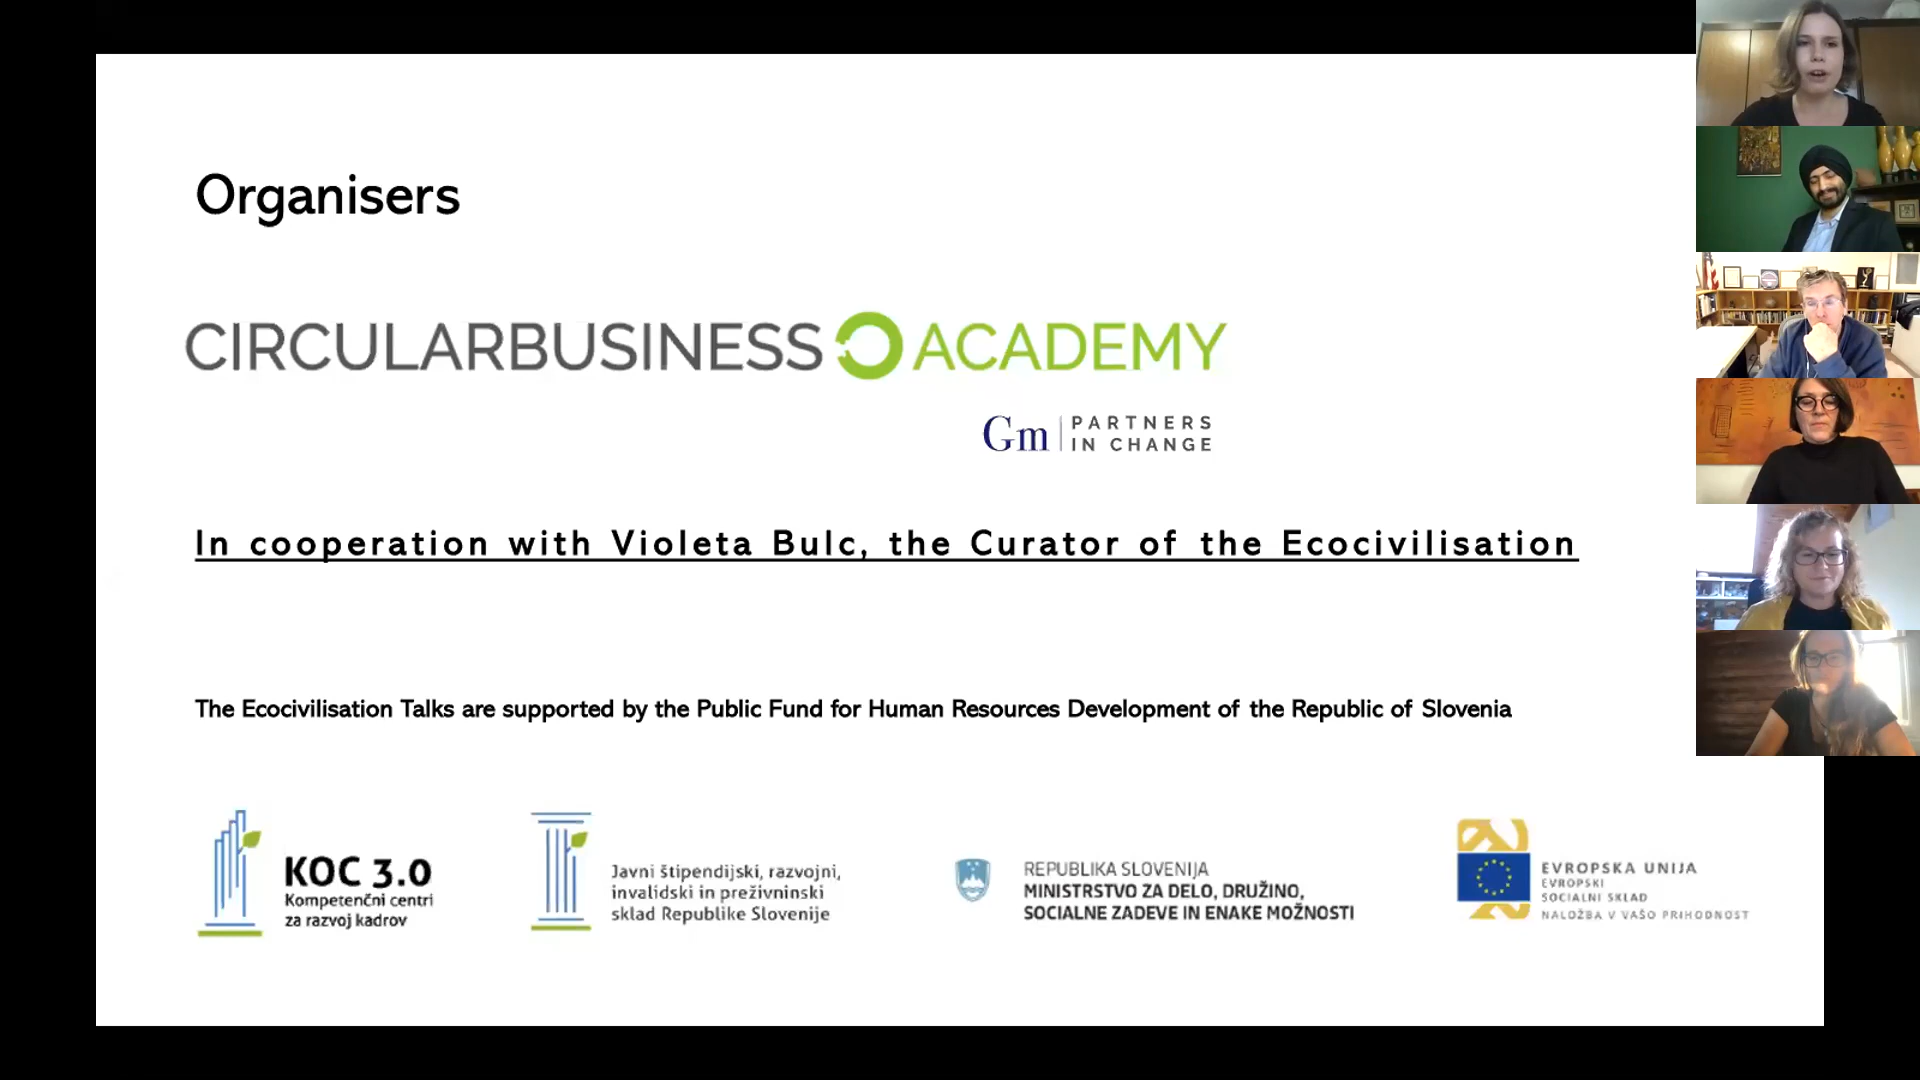 Organisers
CIRCULARBUSINESS ACADEMY
Gm PARTNERS
IN CHANGE
In cooperation with Violeta Bulc, the Curator of the Ecocivilisation
The Ecocivilisation Talks are supported by the Public Fund for Human Resources Development of the Republic of Slovenia
KOC 3.0
Kompetenčni centri
za razvoj kadrov
Javni štipendijski, razvojni,
invalidski in preživninski
sklad Republike Slovenije
REPUBLIKA SLOVENIJA
MINISTRSTVO ZA DELO, DRUŽINO,
SOCIALNE ZADEVE IN ENAKE MOŽNOSTI
EVROPSKA UNIJA
EVROPSKI
SOCIALNI SKLAD
NALOŽBA V VAŠO PRIHODNOST